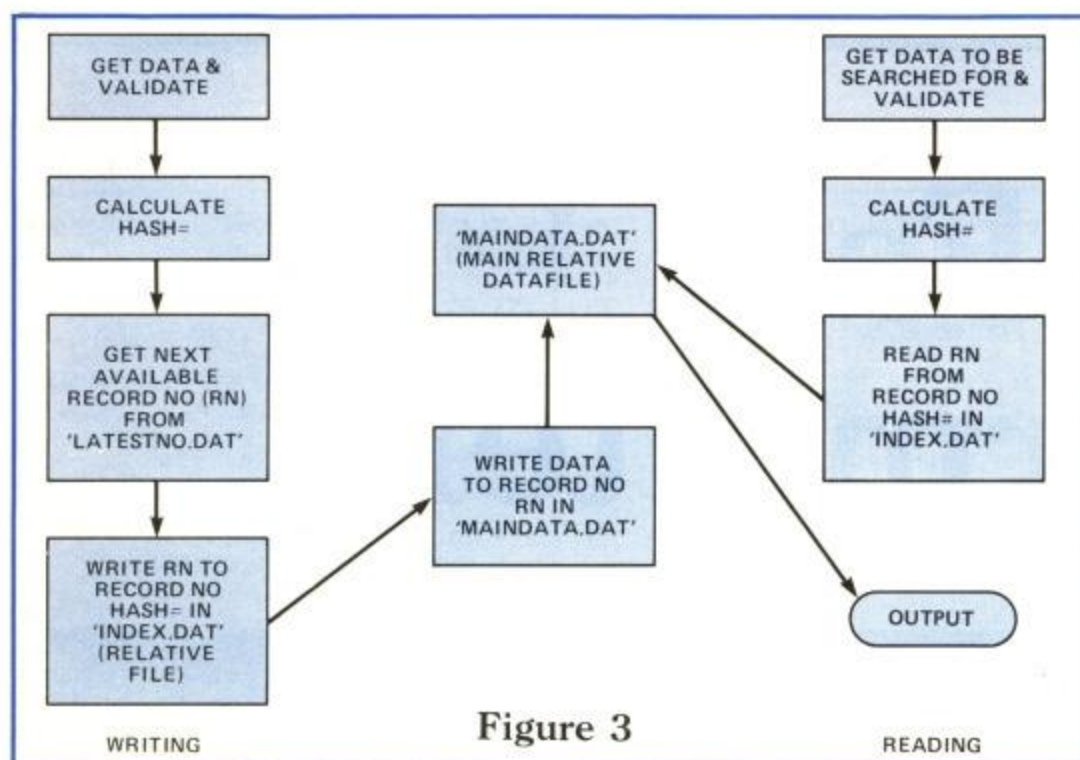 GET DATA &
VALIDATE
CALCULATE
HASH=
GET NEXT
AVAILABLE
RECORD NO (RN)
FROM
'LATESTNO.DAT'
WRITE RN TO
RECORD NO
HASH= IN
'INDEX.DAT'
(RELATIVE
FILE)
WRITING
'MAINDATA.DAT'
(MAIN RELATIVE
DATAFILE)
WRITE DATA
TO RECORD NO
RN IN
'MAINDATA.DAT'
GET DATA TO BE
SEARCHED FOR &
VALIDATE
CALCULATE
HASH=
READ RN
FROM
RECORD NO
HASH= IN
'INDEX.DAT'
OUTPUT
READING
Figure 3